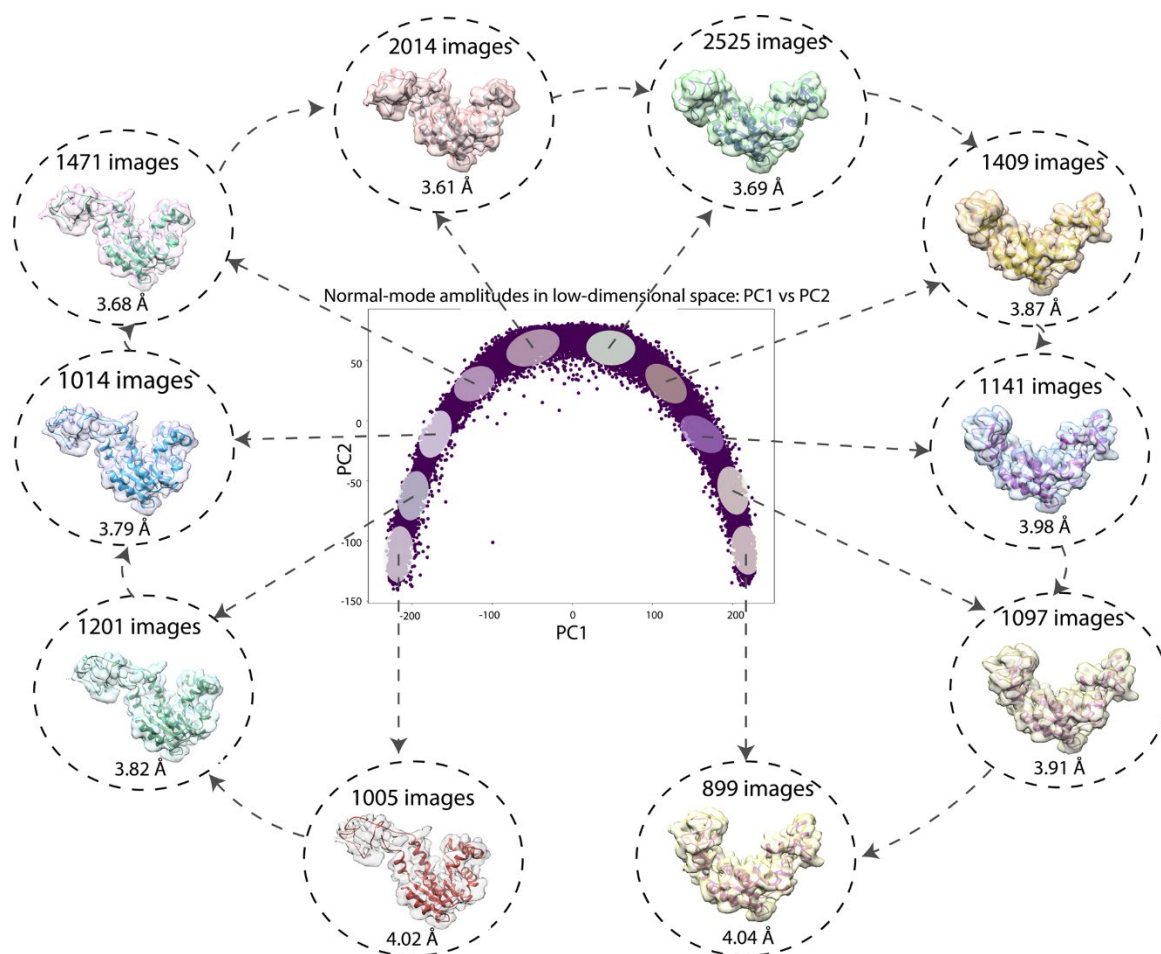 2014 images
3.61 Å
2525 images
3.69 Å
1471 images
3.68 Å
1409 images
3.87 Å
Normal-mode amplitudes in low-dimensional space: PC1 vs PC2
50
0
-50
-100
-150
PC2
-200
-100
0
100
200
PC1
1014 images
3.79 Å
1141 images
3.98 Å
1201 images
3.82 Å
1097 images
3.91 Å
1005 images
4.02 Å
899 images
4.04 Å